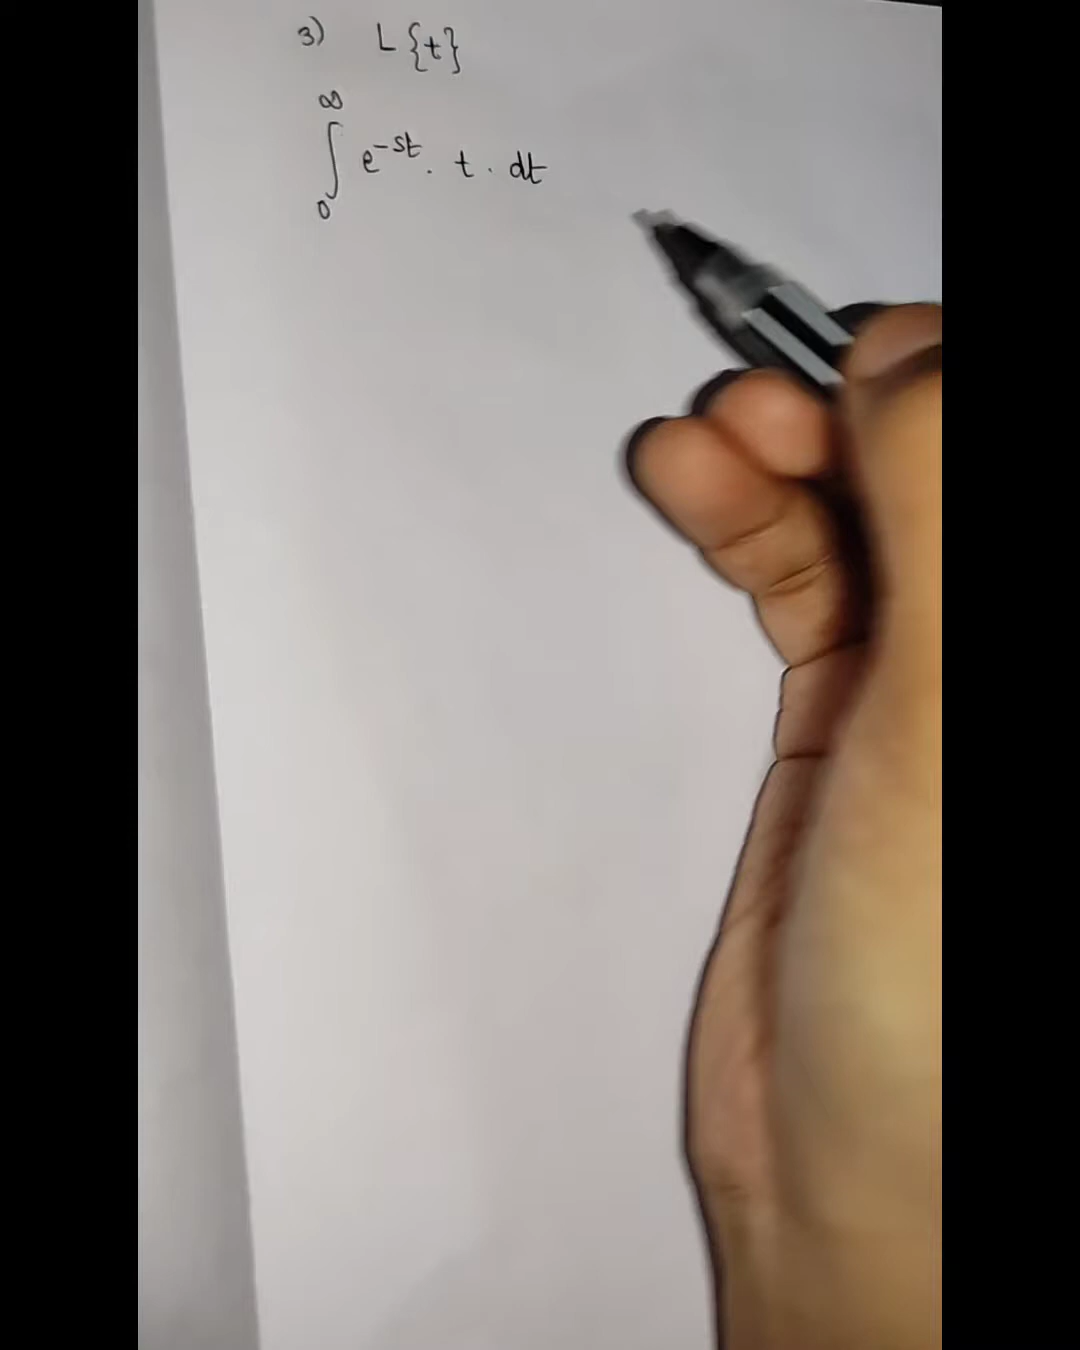 3) L{t}
∫₀^∞ e^{-st} . t . dt